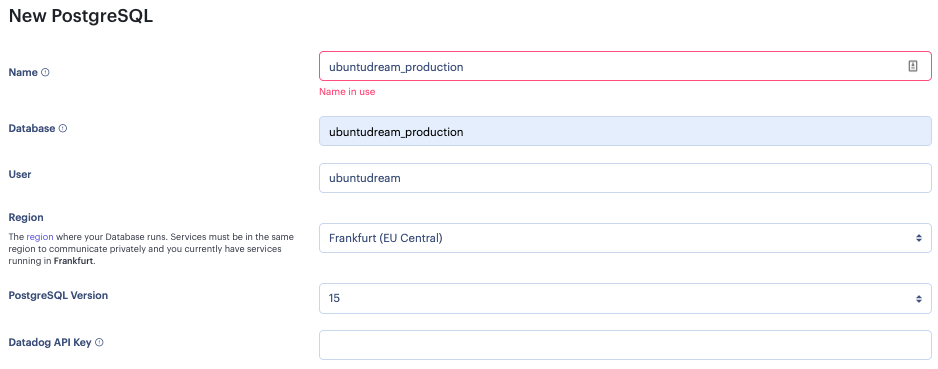 New PostgreSQL
Name
ubuntudream_production
Name in use
Database
ubuntudream_production
User
ubuntudream
Region
The region where your Database runs. Services must be in the same
region to communicate privately and you currently have services
running in Frankfurt.
Frankfurt (EU Central)
PostgreSQL Version
15
Datadog API Key